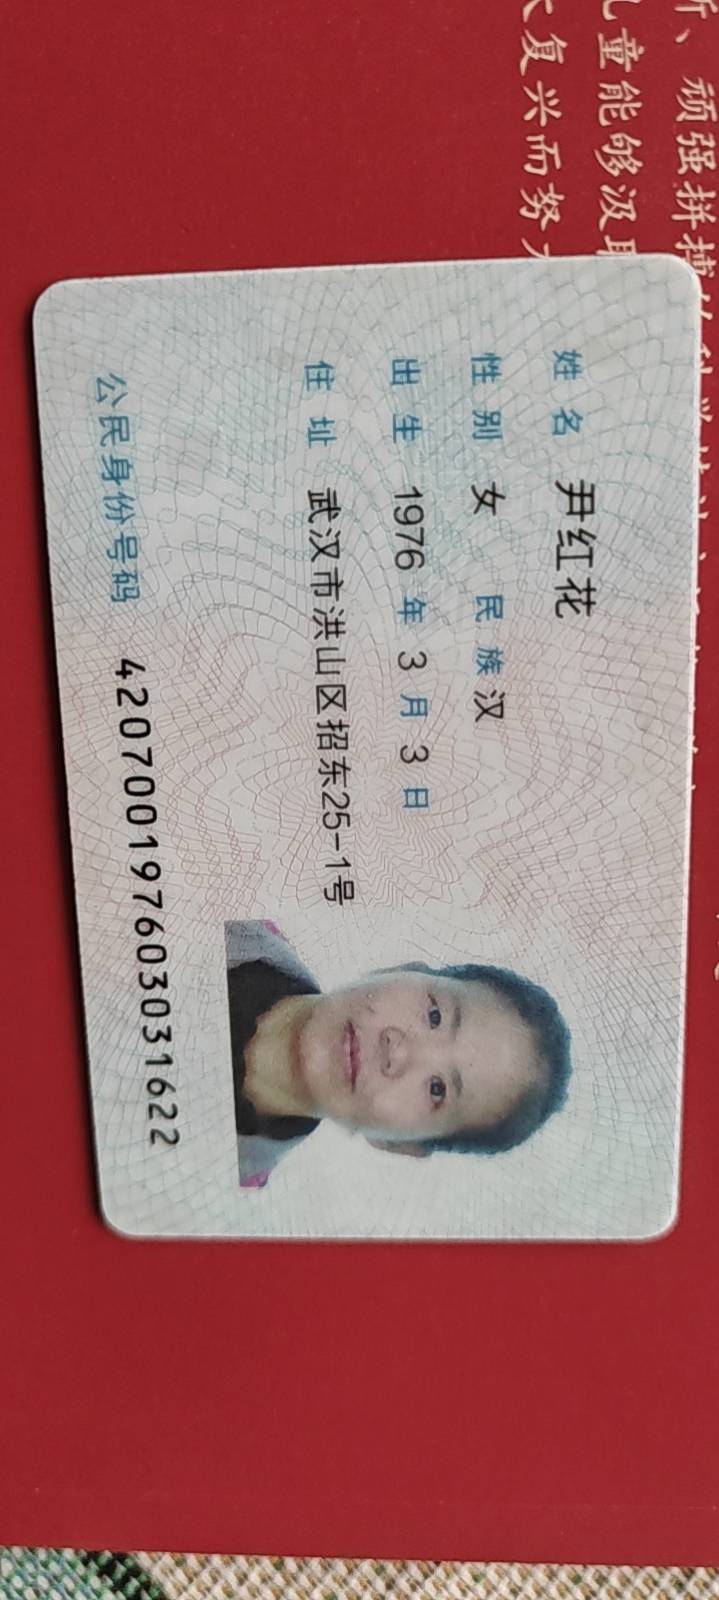 、顽强拼搏
童能够汲
复兴而努
姓名 尹红花
性别 女 民族 汉
出生 1976 年 3 月 3 日
住址 武汉市洪山区招东25-1号
公民身份号码 420700197603031622